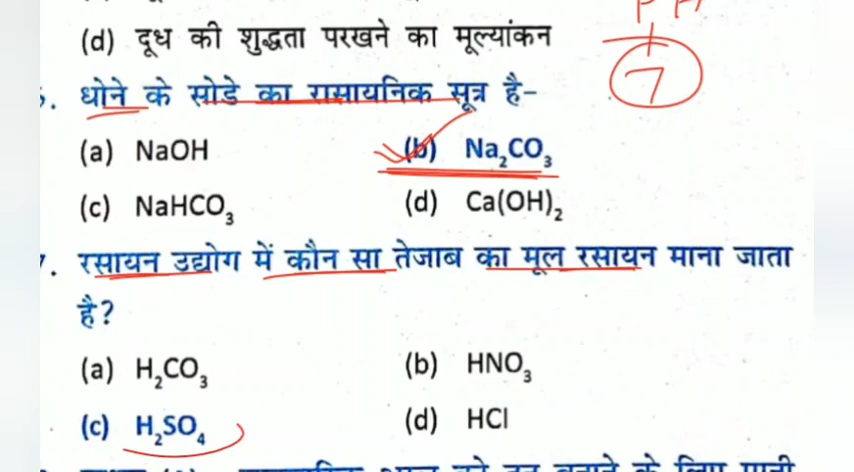 (d) दूध की शुद्धता परखने का मूल्यांकन
7
. धोने के सोडे का रासायनिक सूत्र है–
(a) NaOH (b) Na₂CO₃
(c) NaHCO₃ (d) Ca(OH)₂
. रसायन उद्योग में कौन सा तेजाब का मूल रसायन माना जाता
है?
(a) H₂CO₃ (b) HNO₃
(c) H₂SO₄ (d) HCl